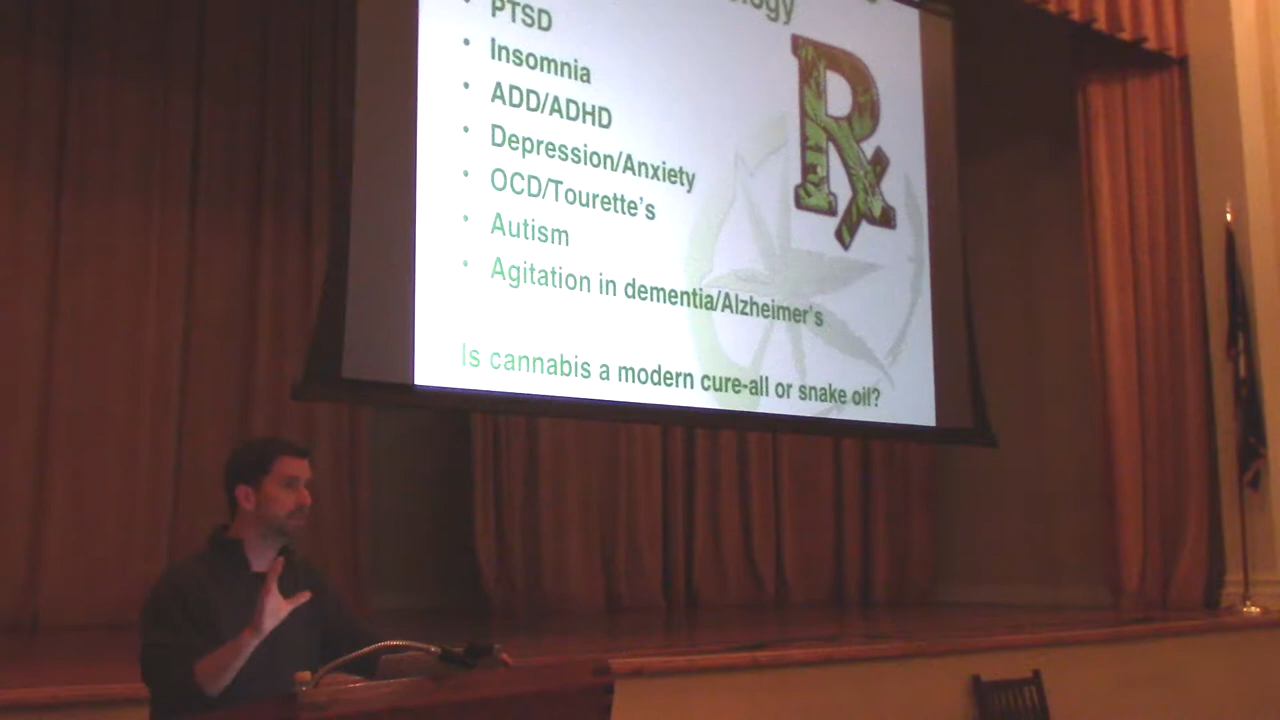 • PTSD
• Insomnia
• ADD/ADHD
• Depression/Anxiety
• OCD/Tourette's
• Autism
• Agitation in dementia/Alzheimer's
Rx
Is cannabis a modern cure-all or snake oil?